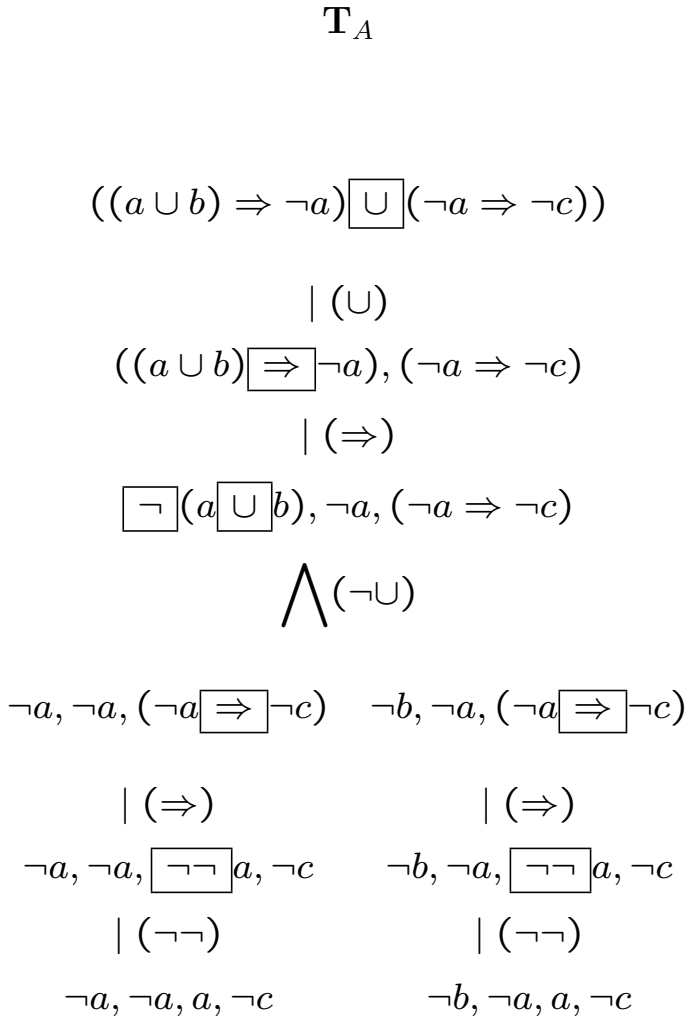 T_A
((a ∪ b) ⇒ ¬a) ∪ (¬a ⇒ ¬c))
| (∪)
((a ∪ b) ⇒ ¬a), (¬a ⇒ ¬c)
| (⇒)
¬ (a ∪ b), ¬a, (¬a ⇒ ¬c)
⋀(¬∪)
¬a, ¬a, (¬a ⇒ ¬c) ¬b, ¬a, (¬a ⇒ ¬c)
| (⇒) | (⇒)
¬a, ¬a, ¬¬ a, ¬c ¬b, ¬a, ¬¬ a, ¬c
| (¬¬) | (¬¬)
¬a, ¬a, a, ¬c ¬b, ¬a, a, ¬c